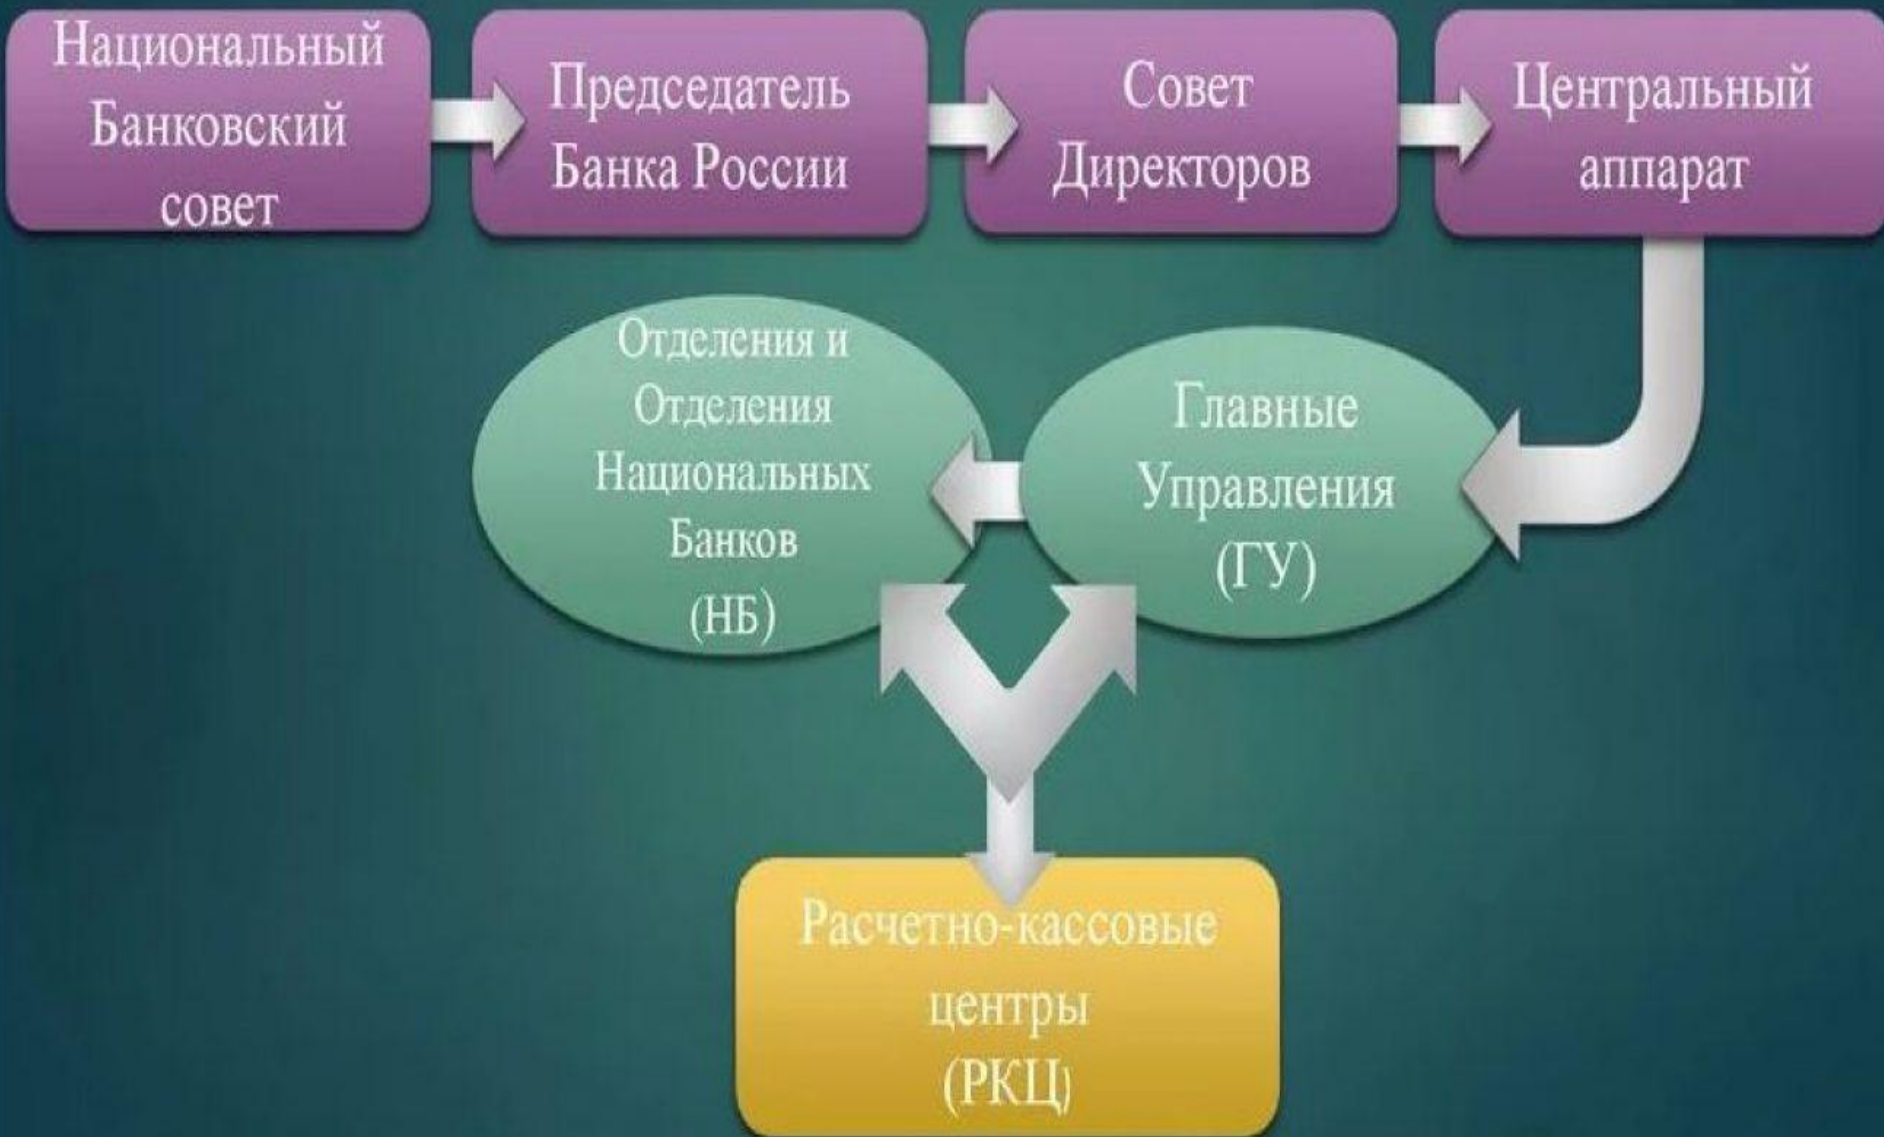 Национальный
Банковский
совет
Председатель
Банка России
Совет
Директоров
Центральный
аппарат
Отделения и
Отделения
Национальных
Банков
(НБ)
Главные
Управления
(ГУ)
Расчетно-кассовые
центры
(РКЦ)